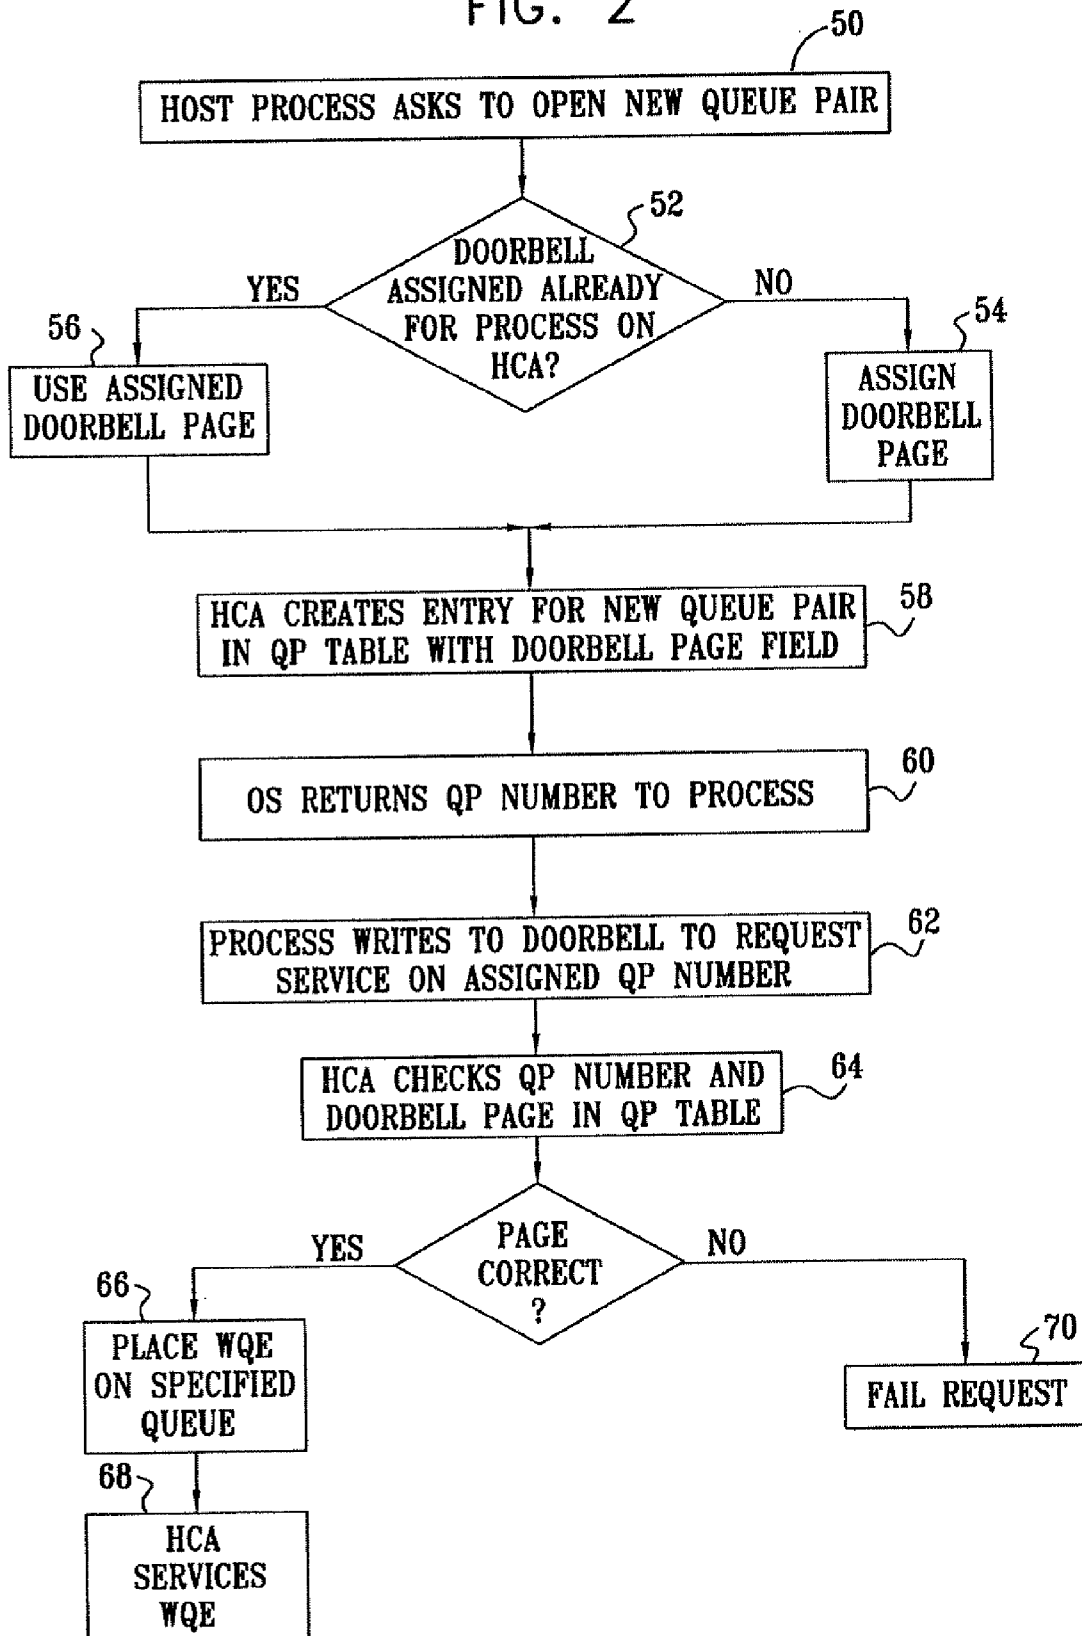 FIG. 2
50
HOST PROCESS ASKS TO OPEN NEW QUEUE PAIR
52
DOORBELL
ASSIGNED ALREADY
FOR PROCESS ON
HCA?
YES
NO
56
USE ASSIGNED
DOORBELL PAGE
54
ASSIGN
DOORBELL
PAGE
58
HCA CREATES ENTRY FOR NEW QUEUE PAIR
IN QP TABLE WITH DOORBELL PAGE FIELD
60
OS RETURNS QP NUMBER TO PROCESS
62
PROCESS WRITES TO DOORBELL TO REQUEST
SERVICE ON ASSIGNED QP NUMBER
64
HCA CHECKS QP NUMBER AND
DOORBELL PAGE IN QP TABLE
PAGE
CORRECT
?
YES
NO
66
PLACE WQE
ON SPECIFIED
QUEUE
70
FAIL REQUEST
68
HCA
SERVICES
WQE